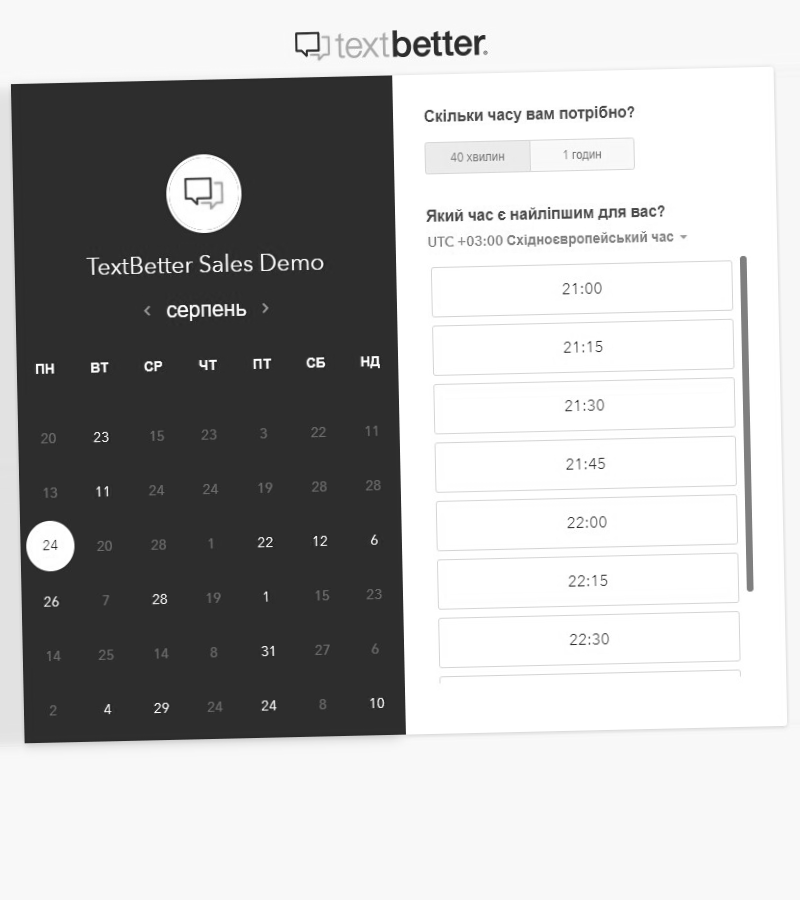 textbetter.
TextBetter Sales Demo
серпень
ПН ВТ СР ЧТ ПТ СБ НД
20 23 15 23 3 22 11
13 11 24 24 19 28 28
24 20 28 1 22 12 6
26 7 28 19 1 15 23
14 25 14 8 31 27 6
2 4 29 24 24 8 10
Скільки часу вам потрібно?
40 хвилин 1 годин
Який час є найліпшим для вас?
UTC +03:00 Східноєвропейський час
21:00
21:15
21:30
21:45
22:00
22:15
22:30